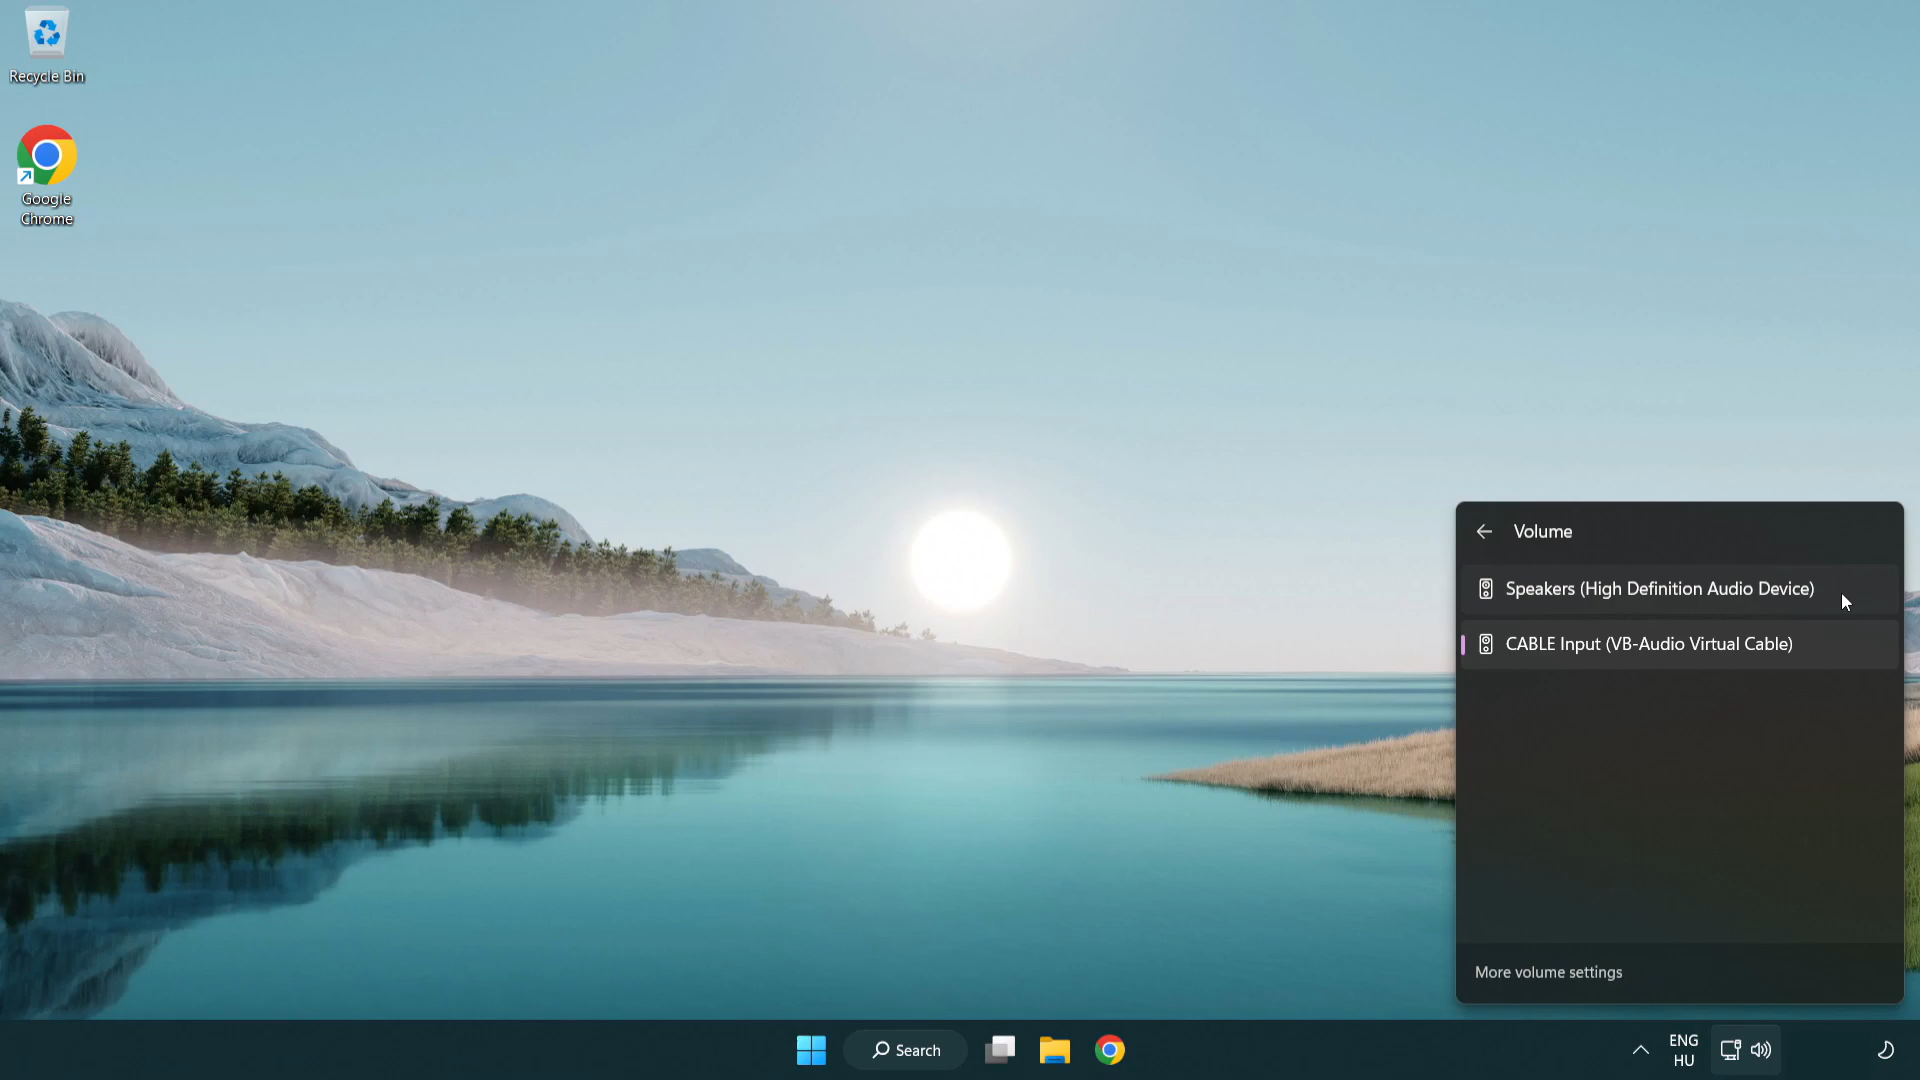 Recycle Bin
Google
Chrome
Volume
Speakers (High Definition Audio Device)
CABLE Input (VB-Audio Virtual Cable)
More volume settings
Search
ENG
HU